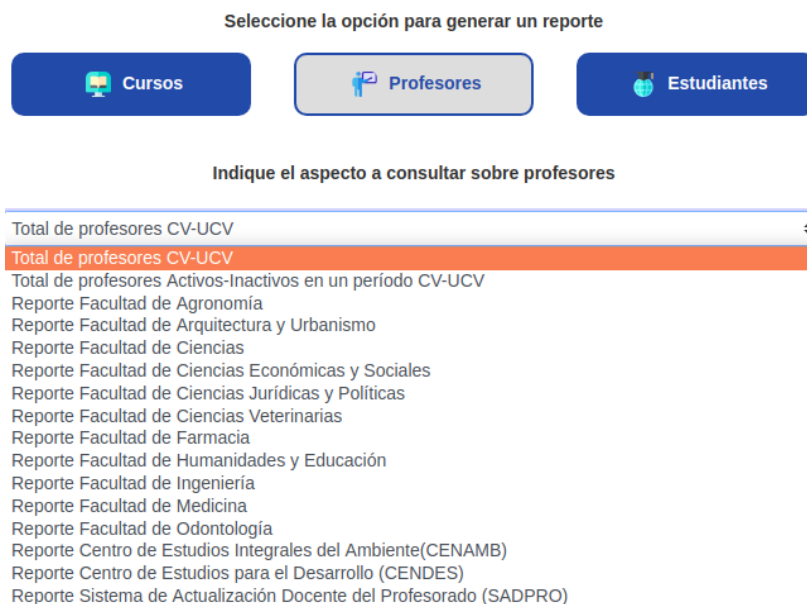 Seleccione la opción para generar un reporte
Cursos
Profesores
Estudiantes
Indique el aspecto a consultar sobre profesores
Total de profesores CV-UCV
Total de profesores CV-UCV
Total de profesores Activos-Inactivos en un período CV-UCV
Reporte Facultad de Agronomía
Reporte Facultad de Arquitectura y Urbanismo
Reporte Facultad de Ciencias
Reporte Facultad de Ciencias Económicas y Sociales
Reporte Facultad de Ciencias Jurídicas y Políticas
Reporte Facultad de Ciencias Veterinarias
Reporte Facultad de Farmacia
Reporte Facultad de Humanidades y Educación
Reporte Facultad de Ingeniería
Reporte Facultad de Medicina
Reporte Facultad de Odontología
Reporte Centro de Estudios Integrales del Ambiente(CENAMB)
Reporte Centro de Estudios para el Desarrollo (CENDES)
Reporte Sistema de Actualización Docente del Profesorado (SADPRO)